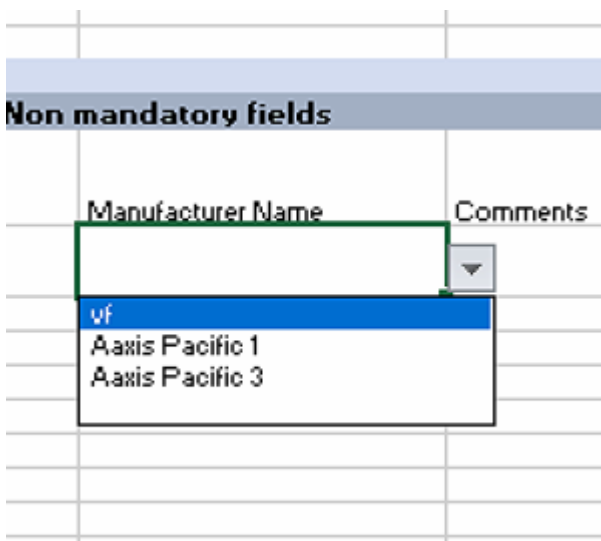 Non mandatory fields
Manufacturer Name Comments
vf
Aaxis Pacific 1
Aaxis Pacific 3